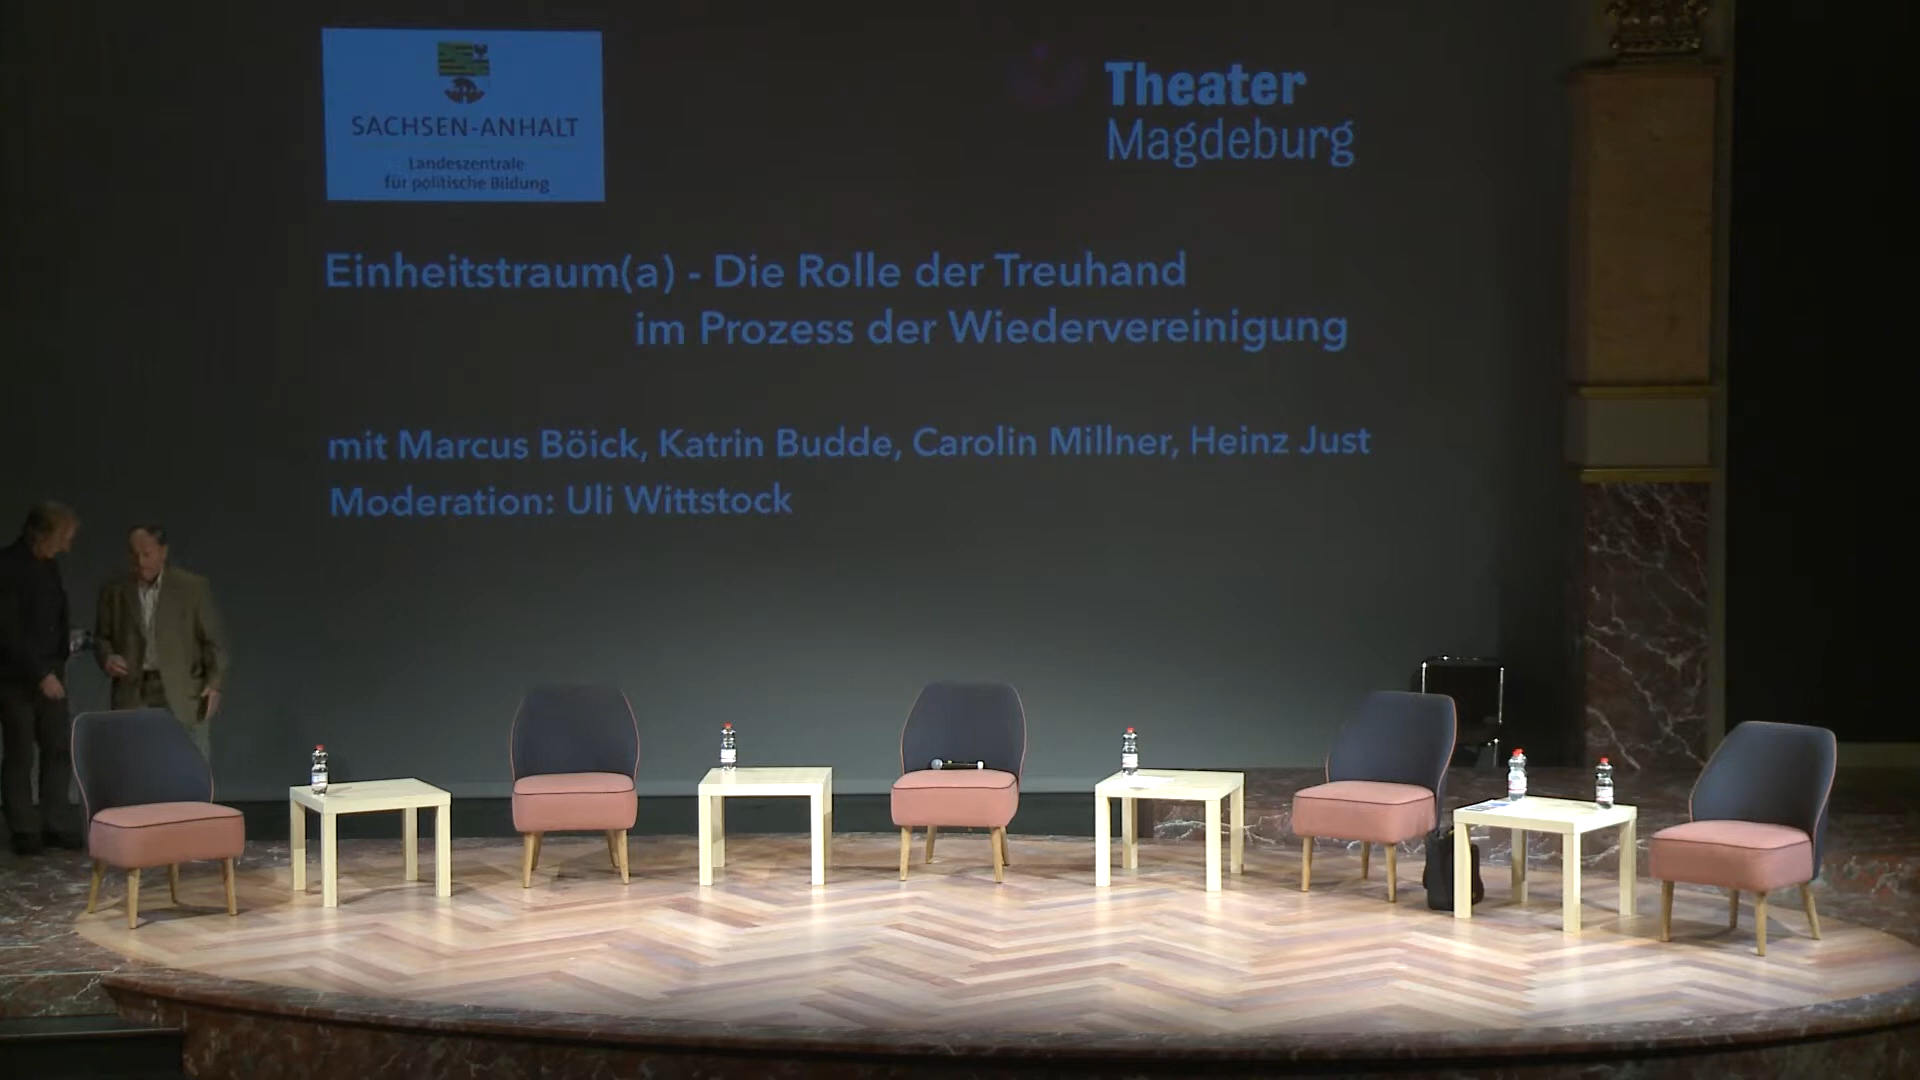 SACHSEN-ANHALT
Landeszentrale
für politische Bildung
Theater
Magdeburg
Einheitstraum(a) - Die Rolle der Treuhand
im Prozess der Wiedervereinigung
mit Marcus Böick, Katrin Budde, Carolin Millner, Heinz Just
Moderation: Uli Wittstock